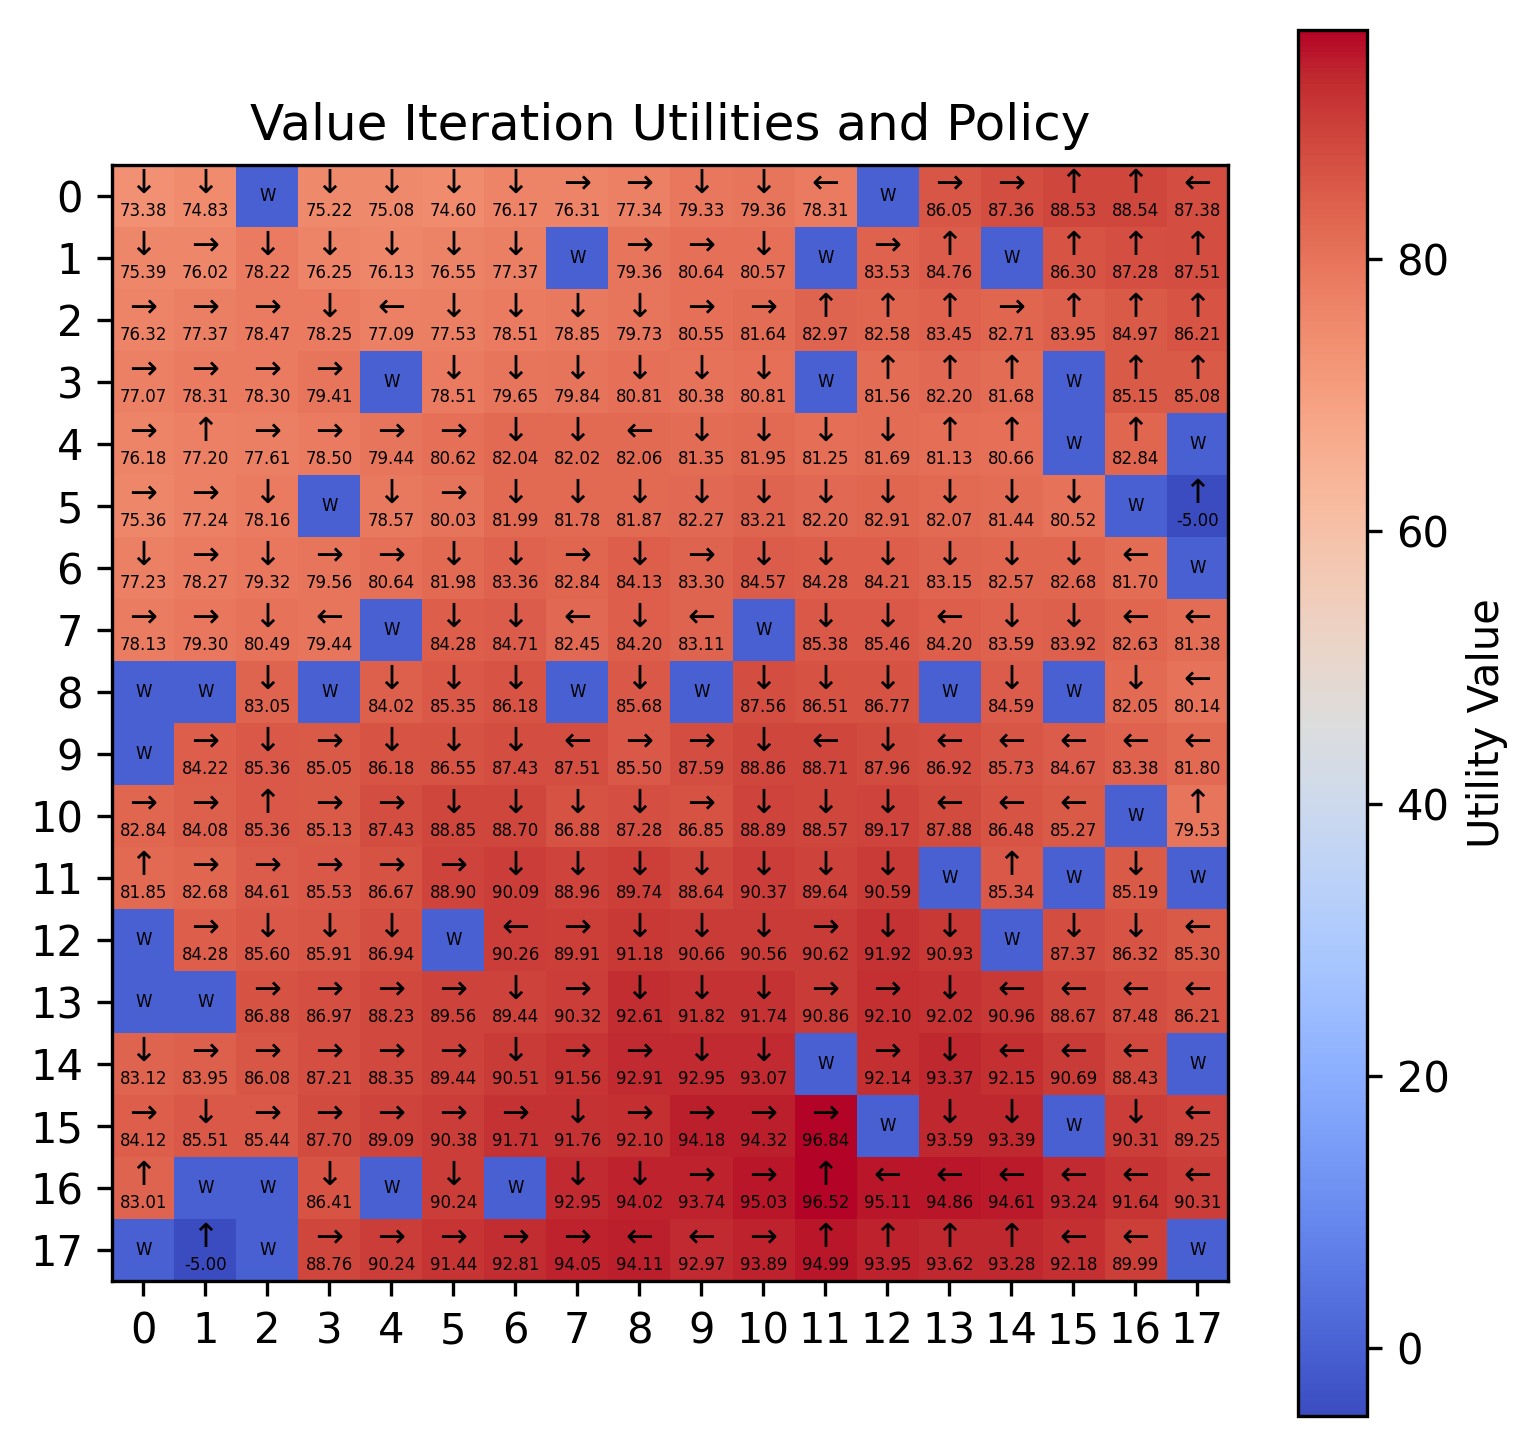 Value Iteration Utilities and Policy
0 ↓ ↓ W ↓ ↓ ↓ ↓ → → ↓ ↓ ← W → → ↑ ↑ ←
73.38 74.83 75.22 75.08 74.60 76.17 76.31 77.34 79.33 79.36 78.31 86.05 87.36 88.53 88.54 87.38
1 ↓ → ↓ ↓ ↓ ↓ ↓ W → → ↓ W → ↑ W ↑ ↑ ↑
75.39 76.02 78.22 76.25 76.13 76.55 77.37 79.36 80.64 80.57 83.53 84.76 86.30 87.28 87.51
2 → → → ↓ ← ↓ ↓ ↓ ↓ → → ↑ ↑ ↑ → ↑ ↑ ↑
76.32 77.37 78.47 78.25 77.09 77.53 78.51 78.85 79.73 80.55 81.64 82.97 82.58 83.45 82.71 83.95 84.97 86.21
3 → → → → W ↓ ↓ ↓ ↓ ↓ ↓ W ↑ ↑ ↑ W ↑ ↑
77.07 78.31 78.30 79.41 78.51 79.65 79.84 80.81 80.38 80.81 81.56 82.20 81.68 85.15 85.08
4 → ↑ → → → → ↓ ↓ ← ↓ ↓ ↓ ↓ ↑ ↑ W ↑ W
76.18 77.20 77.61 78.50 79.44 80.62 82.04 82.02 82.06 81.35 81.95 81.25 81.69 81.13 80.66 82.84
5 → → ↓ W ↓ → ↓ ↓ ↓ ↓ ↓ ↓ ↓ ↓ ↓ ↓ W ↑
75.36 77.24 78.16 78.57 80.03 81.99 81.78 81.87 82.27 83.21 82.20 82.91 82.07 81.44 80.52 -5.00
6 ↓ → ↓ → → ↓ ↓ → ↓ → ↓ ↓ ↓ ↓ ↓ ↓ ← W
77.23 78.27 79.32 79.56 80.64 81.98 83.36 82.84 84.13 83.30 84.57 84.28 84.21 83.15 82.57 82.68 81.70
7 → → ↓ ← W ↓ ↓ ← ↓ ← W ↓ ↓ ← ↓ ↓ ← ←
78.13 79.30 80.49 79.44 84.28 84.71 82.45 84.20 83.11 85.38 85.46 84.20 83.59 83.92 82.63 81.38
8 W W ↓ W ↓ ↓ ↓ W ↓ W ↓ ↓ ↓ W ↓ W ↓ ←
83.05 84.02 85.35 86.18 85.68 87.56 86.51 86.77 84.59 82.05 80.14
9 W → ↓ → ↓ ↓ ↓ ← → → ↓ ← ↓ ← ← ← ← ←
84.22 85.36 85.05 86.18 86.55 87.43 87.51 85.50 87.59 88.86 88.71 87.96 86.92 85.73 84.67 83.38 81.80
10 → → ↑ → → ↓ ↓ ↓ ↓ → ↓ ↓ ↓ ← ← ← W ↑
82.84 84.08 85.36 85.13 87.43 88.85 88.70 86.88 87.28 86.85 88.89 88.57 89.17 87.88 86.48 85.27 79.53
11 ↑ → → → → → ↓ ↓ ↓ ↓ ↓ ↓ ↓ W ↑ W ↓ W
81.85 82.68 84.61 85.53 86.67 88.90 90.09 88.96 89.74 88.64 90.37 89.64 90.59 85.34 85.19
12 W → ↓ ↓ ↓ W ← → ↓ ↓ ↓ → ↓ ↓ W ↓ ↓ ←
84.28 85.60 85.91 86.94 90.26 89.91 91.18 90.66 90.56 90.62 91.92 90.93 87.37 86.32 85.30
13 W W → → → → ↓ → ↓ ↓ ↓ → → ↓ ← ← ← ←
86.88 86.97 88.23 89.56 89.44 90.32 92.61 91.82 91.74 90.86 92.10 92.02 90.96 88.67 87.48 86.21
14 ↓ → → → → → ↓ → → ↓ ↓ W → ↓ ← ← ← W
83.12 83.95 86.08 87.21 88.35 89.44 90.51 91.56 92.91 92.95 93.07 92.14 93.37 92.15 90.69 88.43
15 → ↓ → → → → → ↓ → → → → W ↓ ↓ W ↓ ←
84.12 85.51 85.44 87.70 89.09 90.38 91.71 91.76 92.10 94.18 94.32 96.84 93.59 93.39 90.31 89.25
16 ↑ W W ↓ W ↓ W ↓ ↓ → → ↑ ← ← ← ← ← ←
83.01 86.41 90.24 92.95 94.02 93.74 95.03 96.52 95.11 94.86 94.61 93.24 91.64 90.31
17 W ↑ W → → → → → ← ← → ↑ ↑ ↑ ↑ ← ← W
-5.00 88.76 90.24 91.44 92.81 94.05 94.11 92.97 93.89 94.99 93.95 93.62 93.28 92.18 89.99
0 1 2 3 4 5 6 7 8 9 10 11 12 13 14 15 16 17
80
60
40
20
0
Utility Value